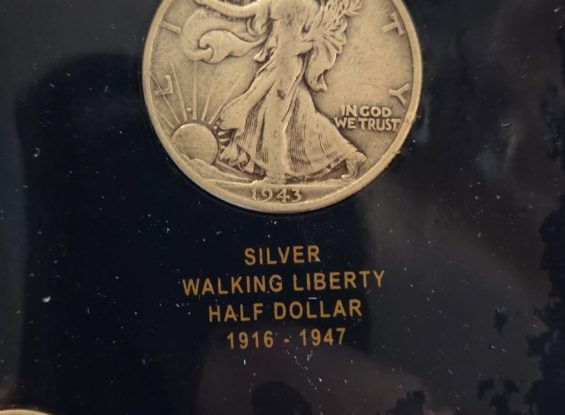 L I T Y
IN GOD
WE TRUST
1943
SILVER
WALKING LIBERTY
HALF DOLLAR
1916 - 1947